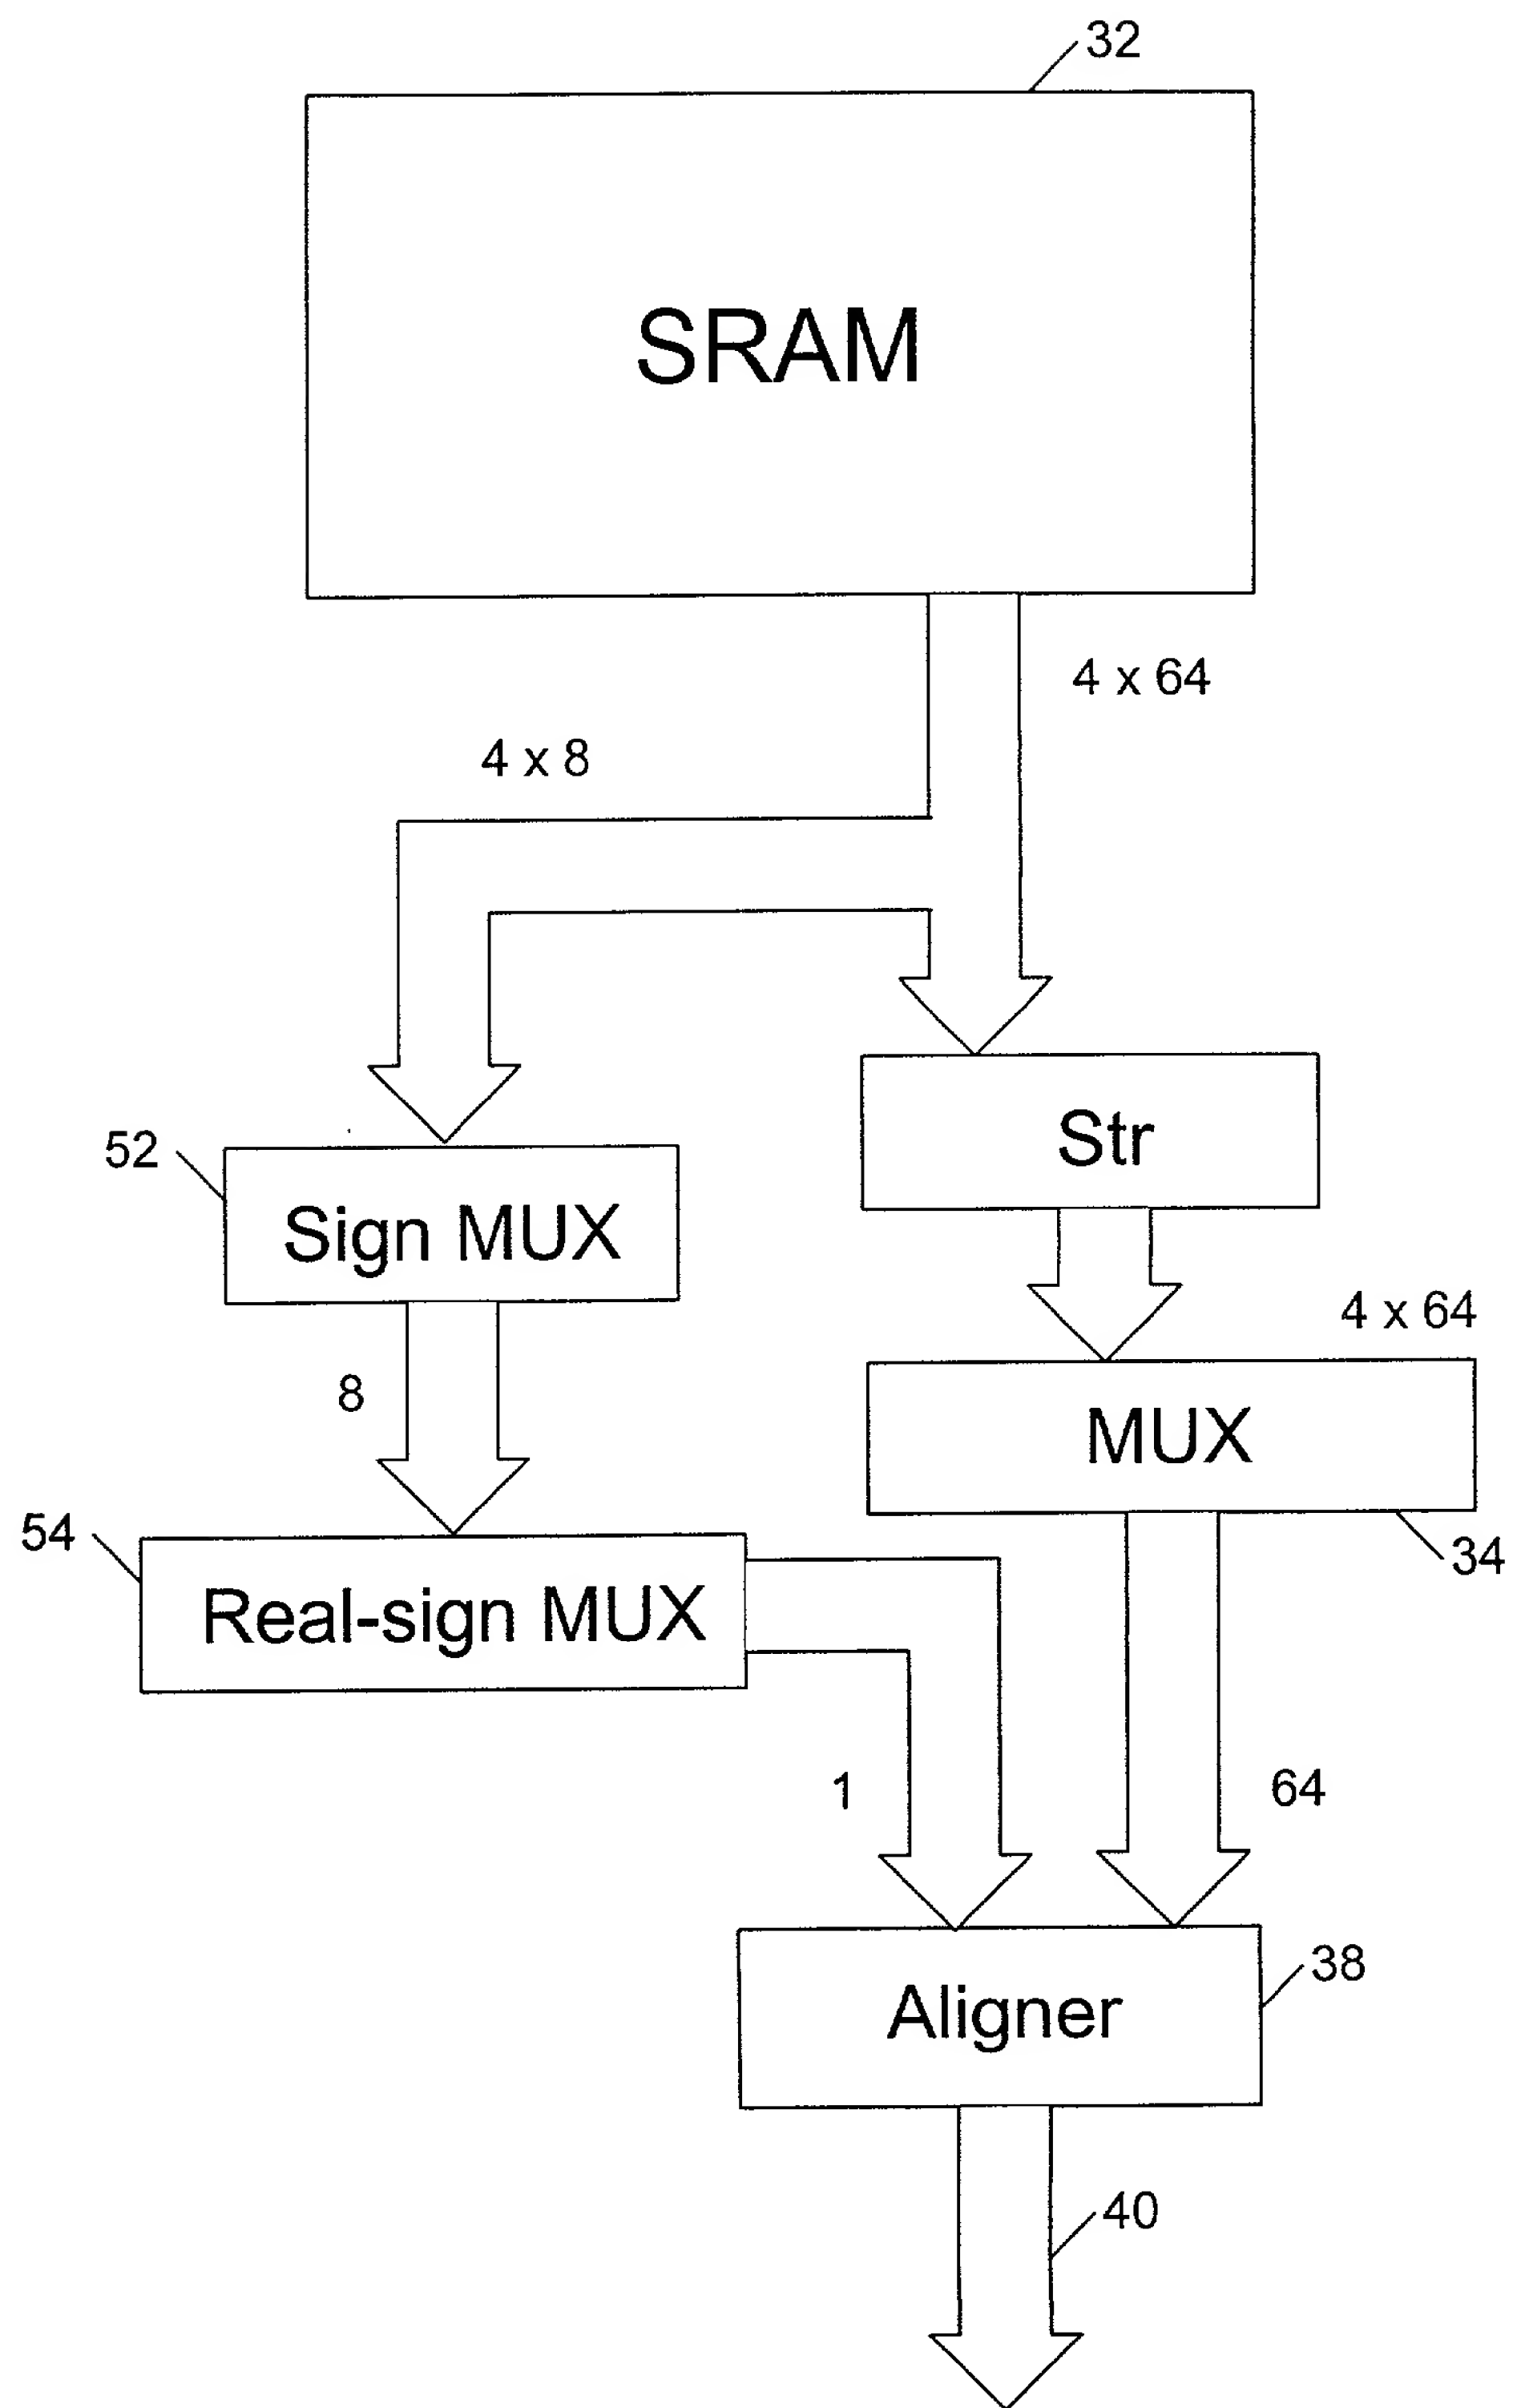 32
SRAM
4 x 64
4 x 8
52
Sign MUX
Str
4 x 64
8
MUX
34
54
Real-sign MUX
1
64
Aligner
38
40